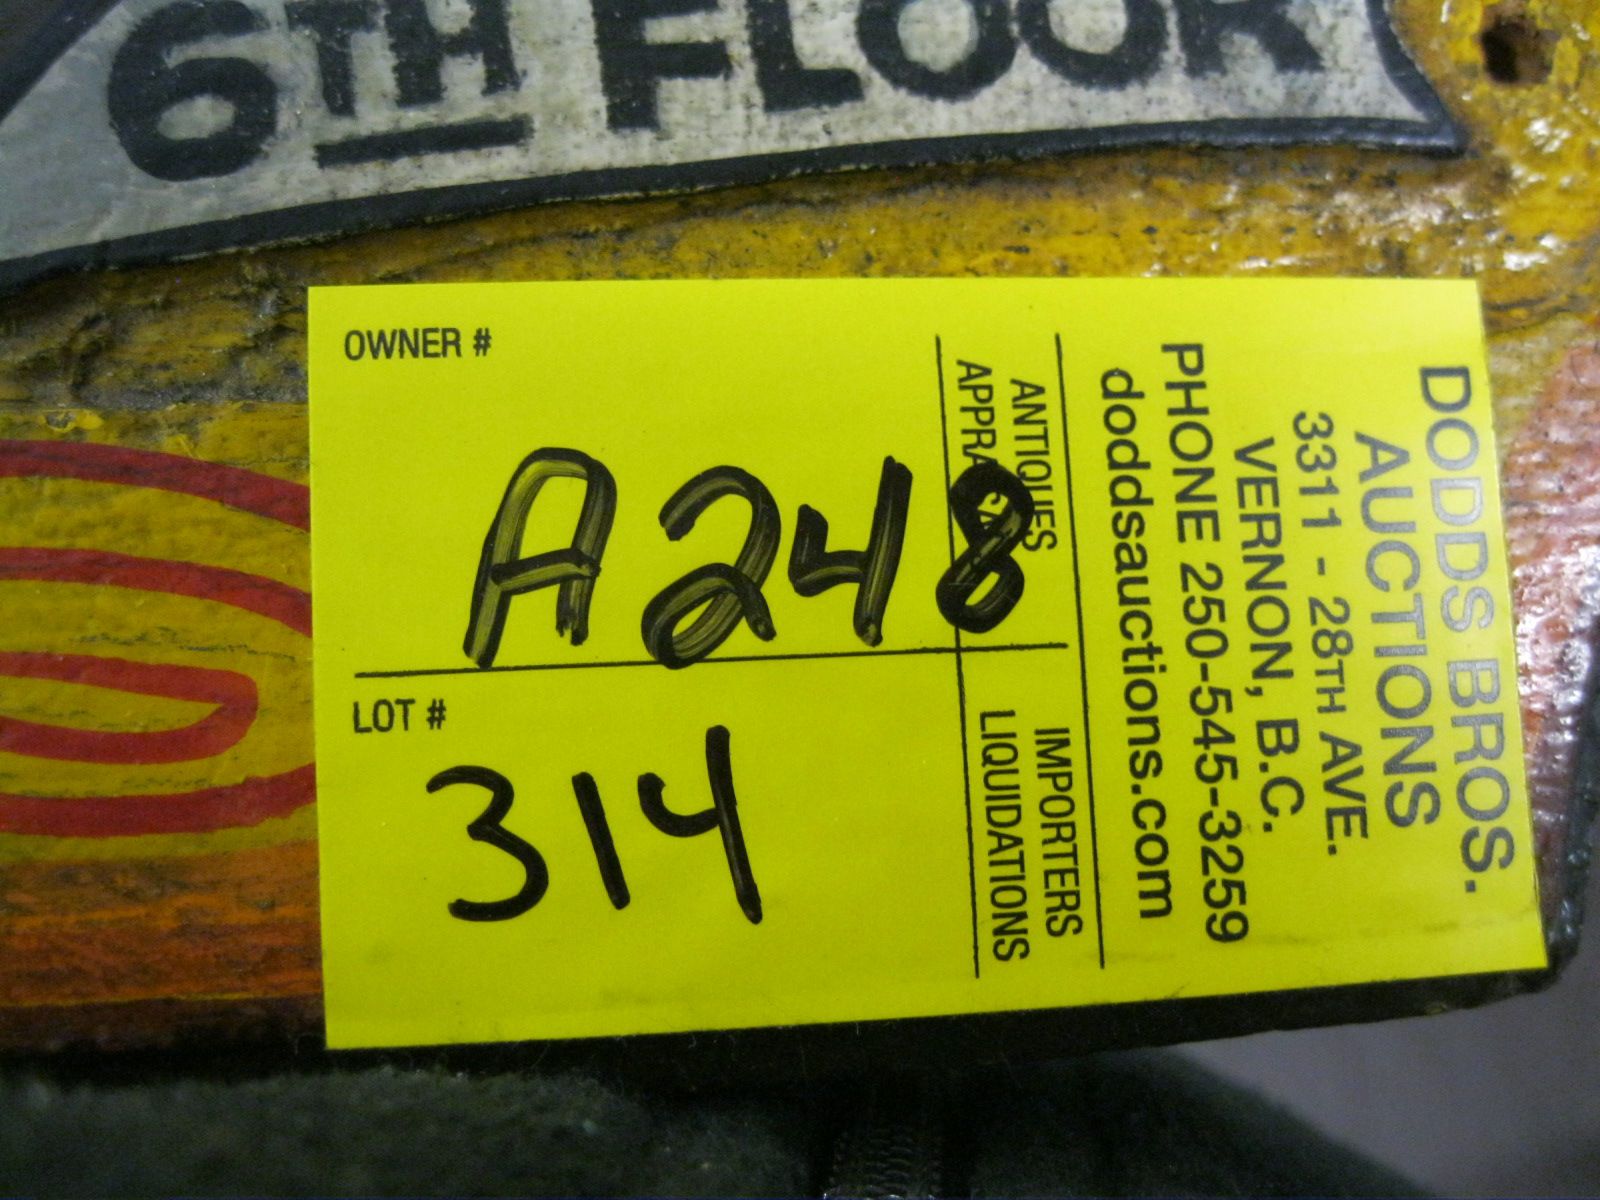 6TH FLOOR
OWNER #
A248
LOT #
314
ANTIQUES
IMPORTERS
LIQUIDATIONS
DODDS BROS.
AUCTIONS
3311 - 28TH AVE.
VERNON, B.C.
PHONE 250-545-3259
doddsauctions.com